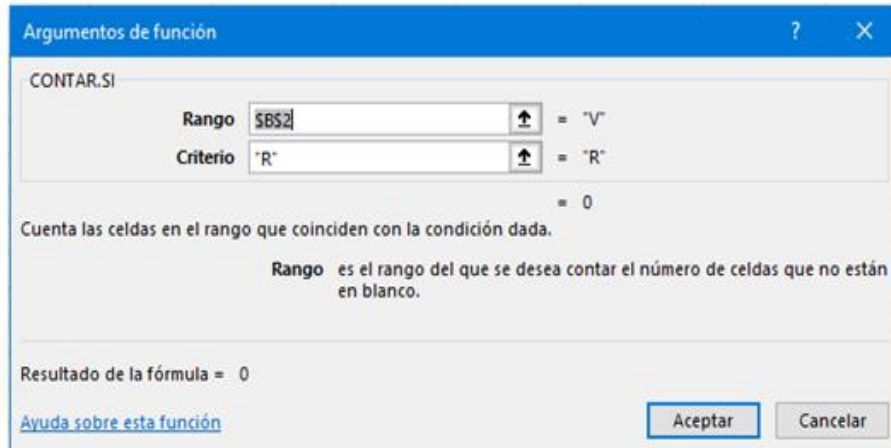 Argumentos de función ? ✕
CONTAR.SI
Rango $B$2 = "V"
Criterio "R" = "R"
= 0
Cuenta las celdas en el rango que coinciden con la condición dada.
Rango es el rango del que se desea contar el número de celdas que no están
en blanco.
Resultado de la fórmula = 0
Ayuda sobre esta función Aceptar Cancelar